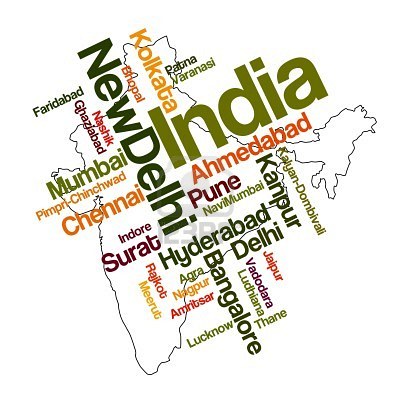 India
NewDelhi
Kolkata
Bhopal
Patna
Varanasi
Faridabad
Ghaziabad
Nashik
Mumbai
Pimpri-Chinchwad
Chennai
Ahmedabad
Pune
NaviMumbai
Kanpur
Kalyan-Dombivali
Indore
Surat
Hyderabad
Delhi
Rajkot
Meerut
Agra
Nagpur
Amritsar
Bangalore
Jaipur
Vadodara
Ludhiana
Lucknow
Thane